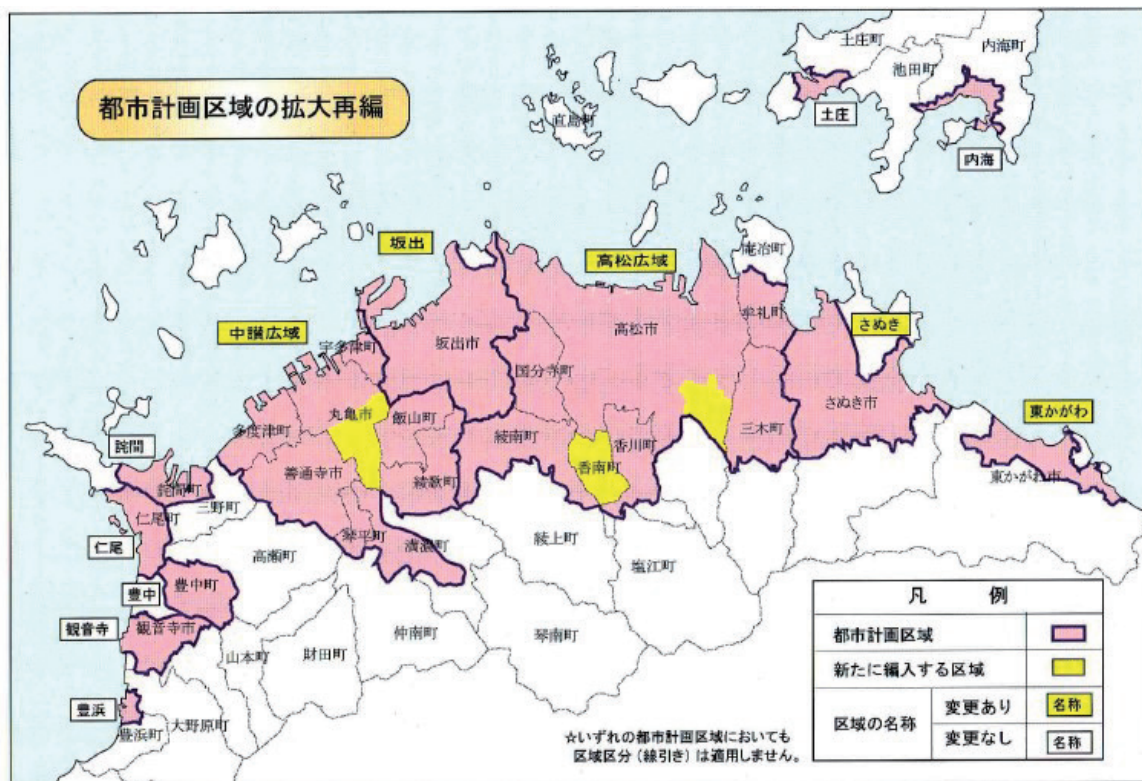 都市計画区域の拡大再編
土庄町
内海町
池田町
直島町
土庄
内海
坂出
高松広域
庵治町
中讃広域
宇多津町
坂出市
高松市
牟礼町
さぬき
国分寺町
丸亀市
飯山町
さぬき市
東かがわ
多度津町
綾南町
香川町
三木町
詫間
善通寺市
香南町
綾歌町
東かがわ市
詫間町
三野町
仁尾町
琴平町
満濃町
綾上町
仁尾
高瀬町
塩江町
豊中町
豊中
凡 例
観音寺
観音寺市
仲南町
琴南町
都市計画区域
山本町
財田町
新たに編入する区域
豊浜
大野原町
豊浜町
区域の名称
変更あり
名称
変更なし
名称
☆いずれの都市計画区域においても
区域区分(線引き)は適用しません。